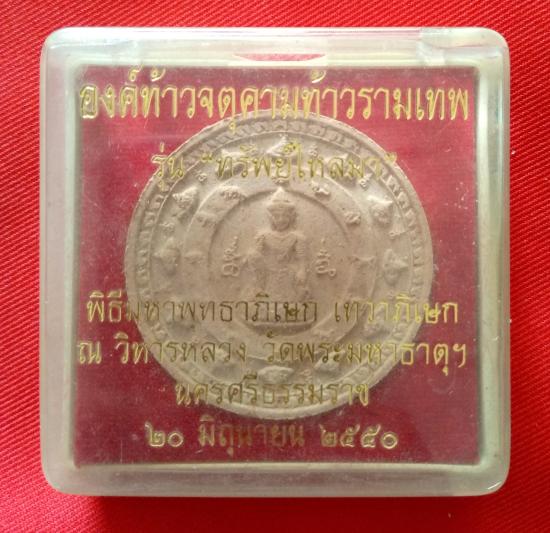 องค์ท้าวจตุคามท้าวรามเทพ
รุ่น "ทรัพย์ไหลมา"
พิธีมหาพุทธาภิเษก เทวาภิเษก
ณ วิหารหลวง วัดพระมหาธาตุฯ
นครศรีธรรมราช
๒๐ มิถุนายน ๒๕๕๐